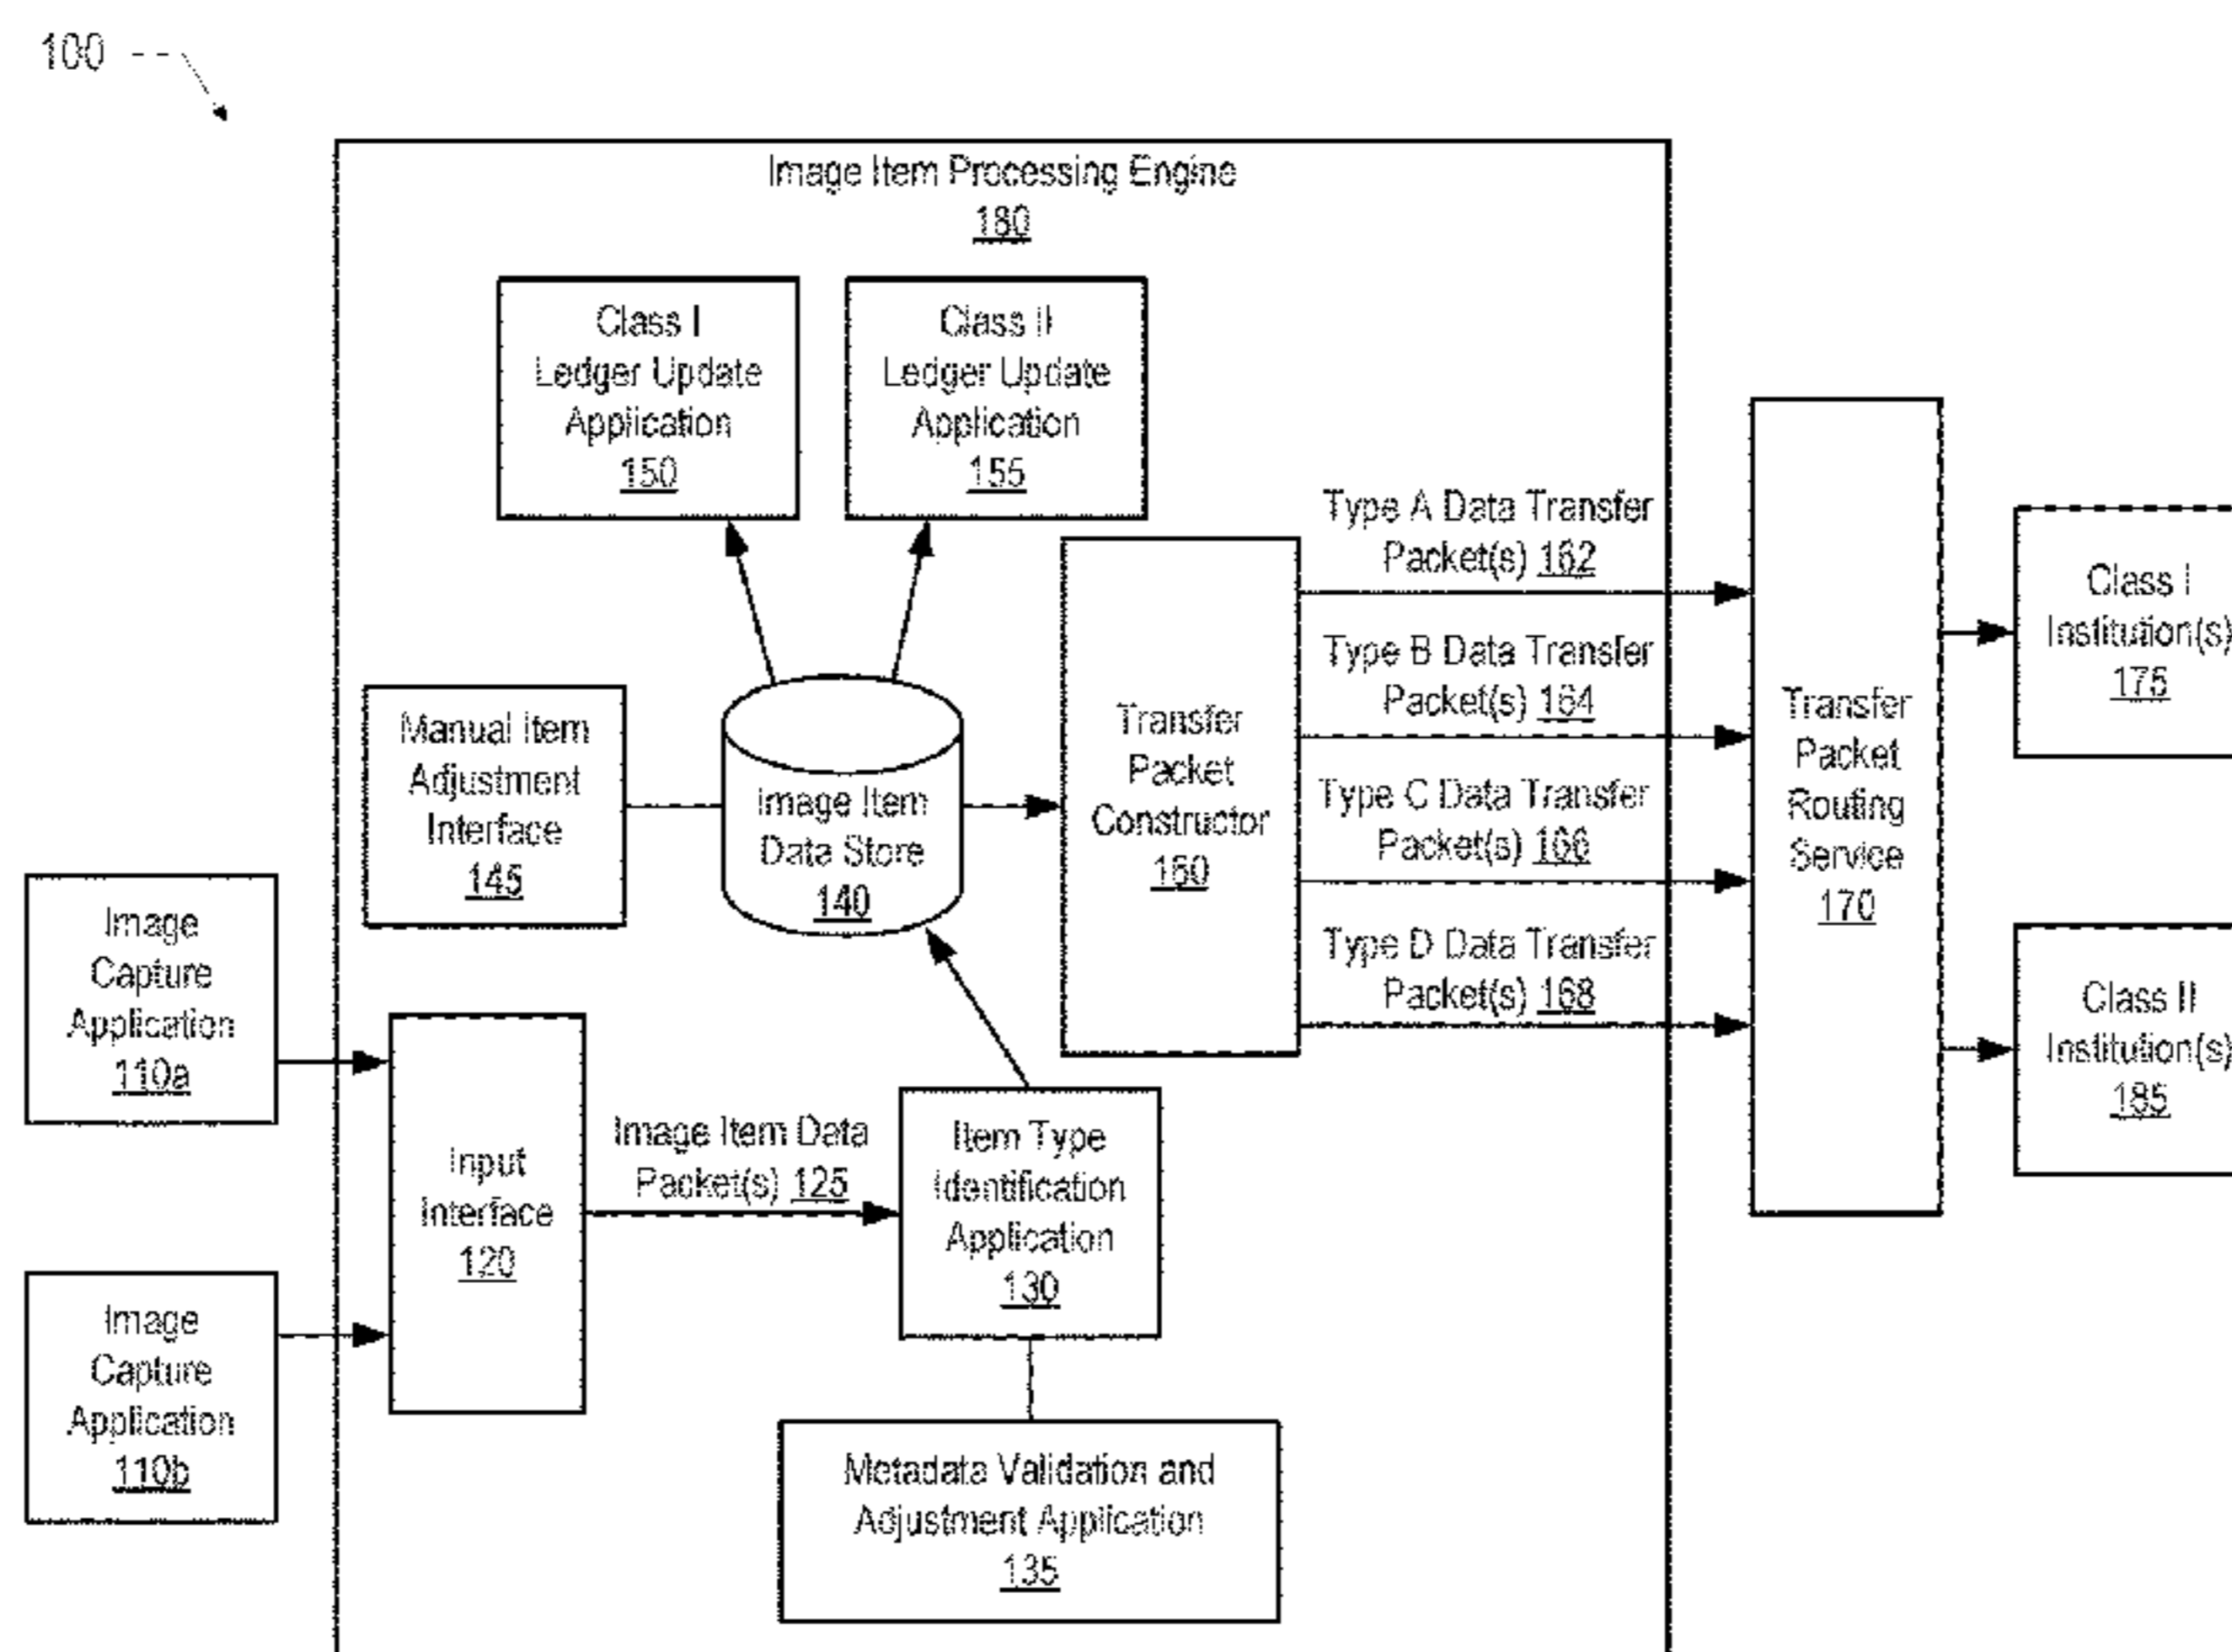 100
Image Item Processing Engine
180
Class I
Ledger Update
Application
150
Class II
Ledger Update
Application
155
Type A Data Transfer
Packet(s) 162
Type B Data Transfer
Packet(s) 164
Type C Data Transfer
Packet(s) 166
Type D Data Transfer
Packet(s) 168
Manual Item
Adjustment
Interface
145
Image Item
Data Store
140
Transfer
Packet
Constructor
160
Transfer
Packet
Routing
Service
170
Class I
Institution(s)
175
Class II
Institution(s)
185
Image
Capture
Application
110a
Image
Capture
Application
110b
Input
Interface
120
Image Item Data
Packet(s) 125
Item Type
Identification
Application
130
Metadata Validation and
Adjustment Application
135